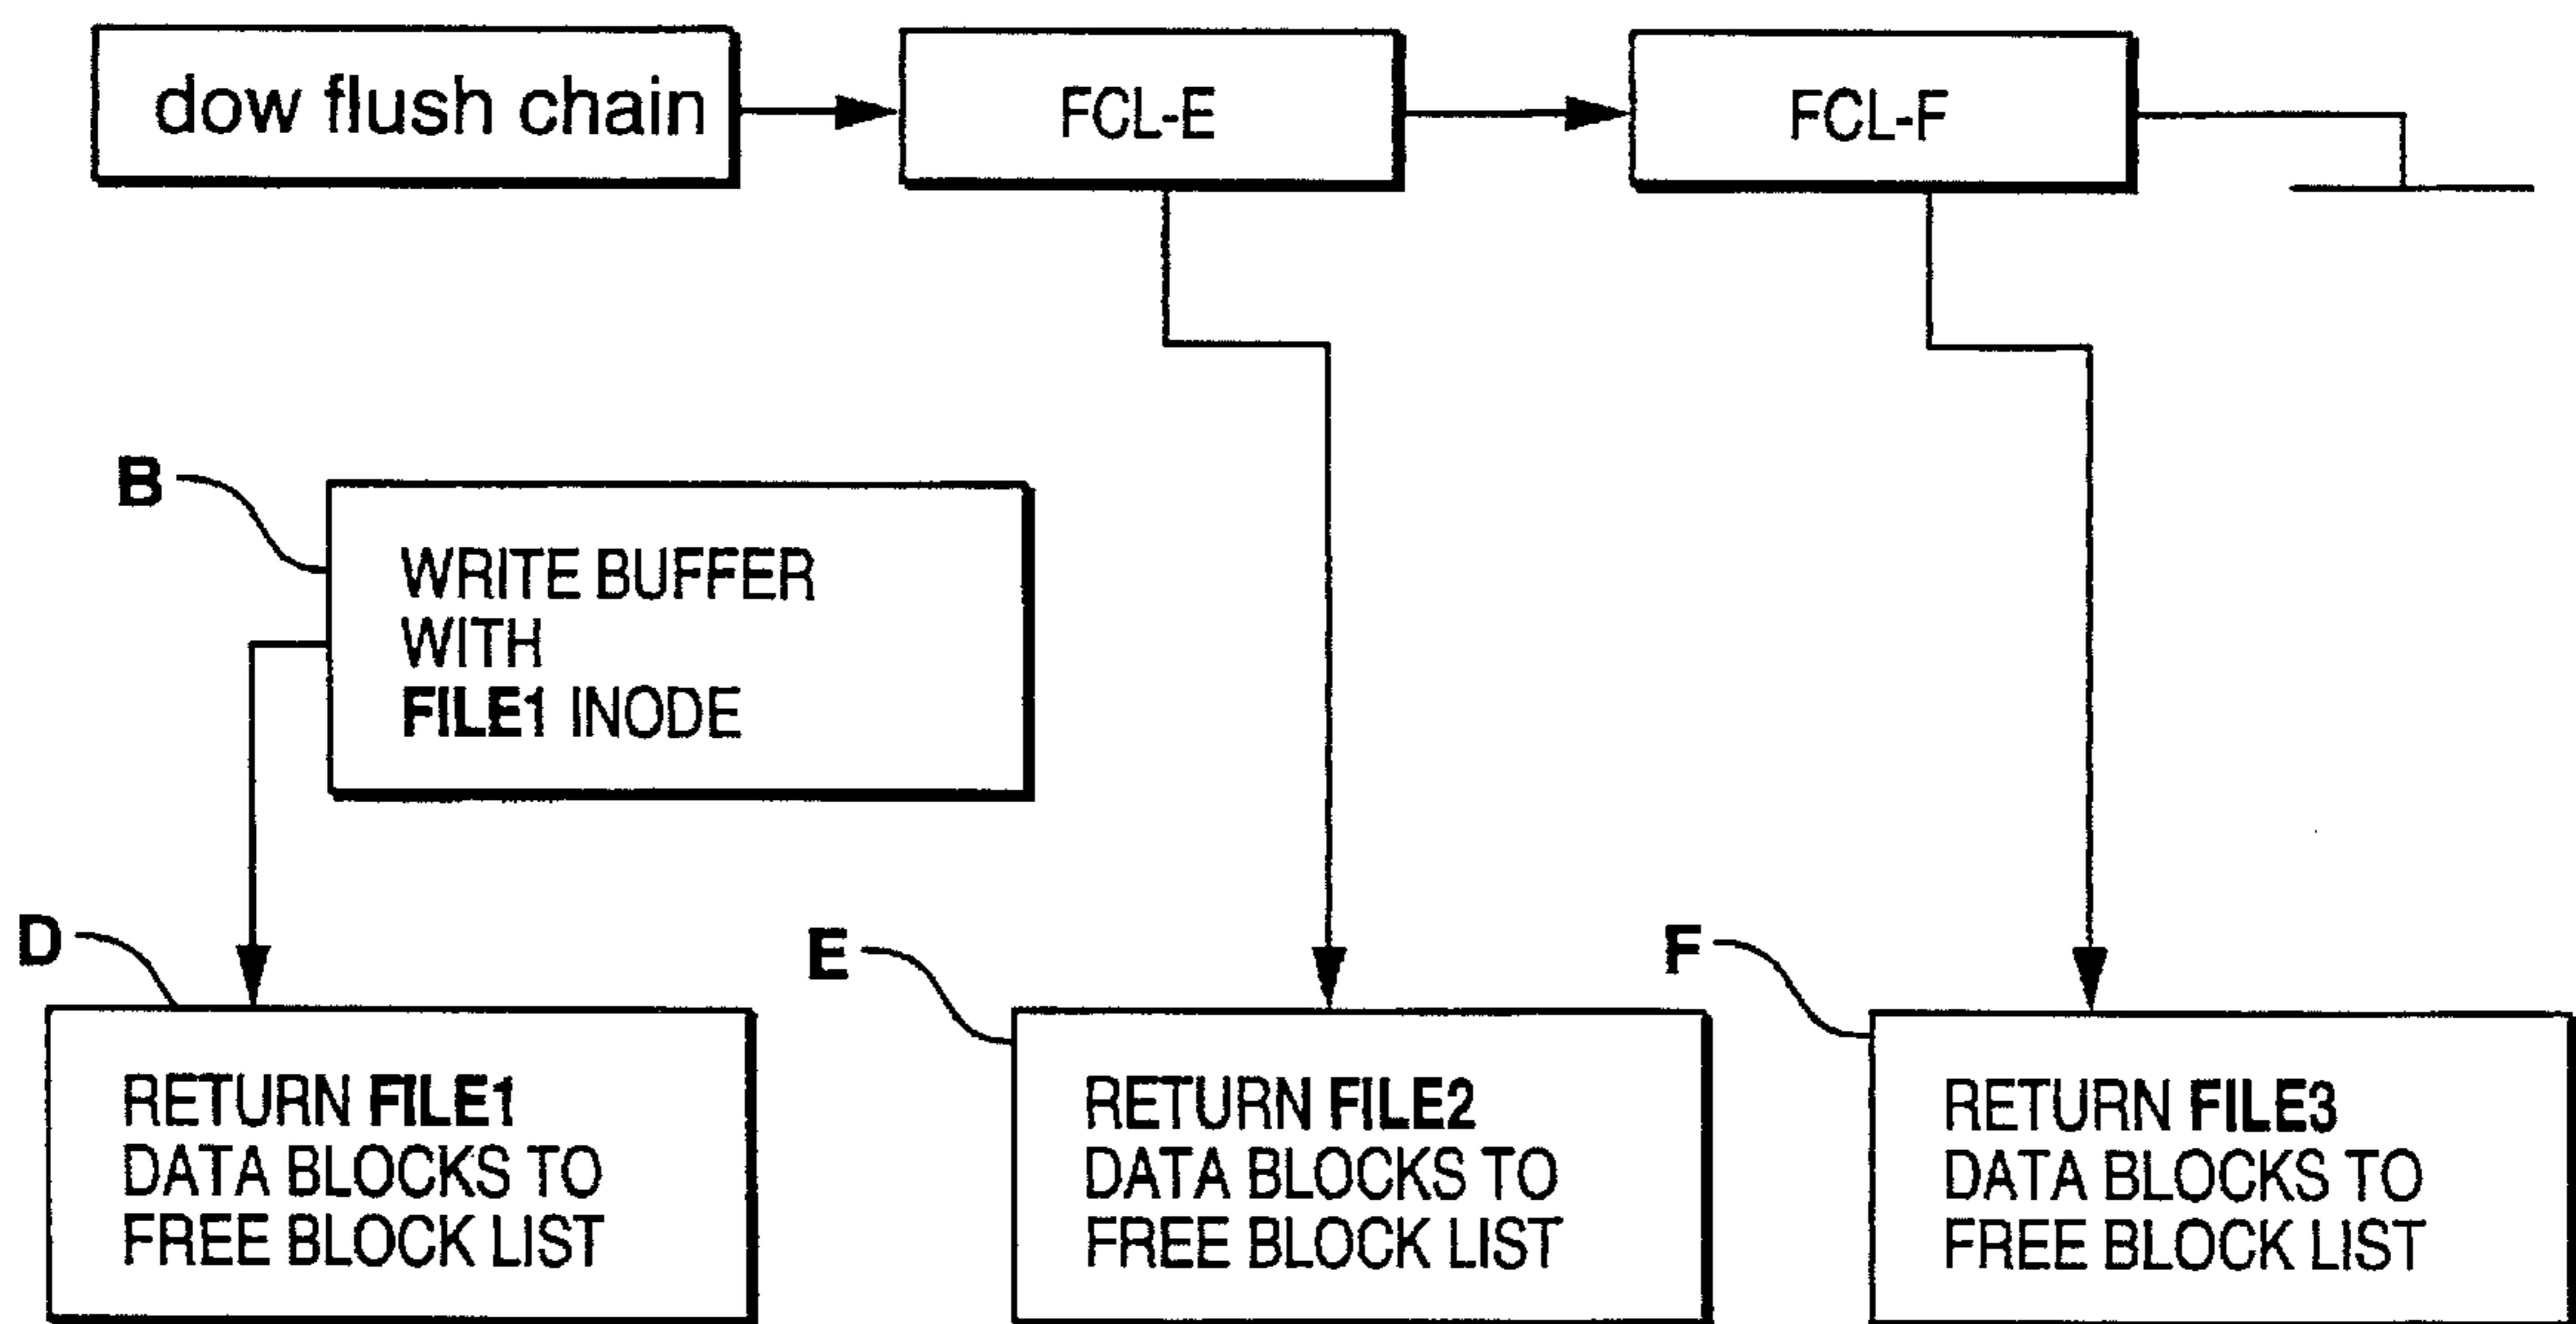 dow flush chain
FCL-E
FCL-F
B
WRITE BUFFER
WITH
FILE1 INODE
D
RETURN FILE1
DATA BLOCKS TO
FREE BLOCK LIST
E
RETURN FILE2
DATA BLOCKS TO
FREE BLOCK LIST
F
RETURN FILE3
DATA BLOCKS TO
FREE BLOCK LIST